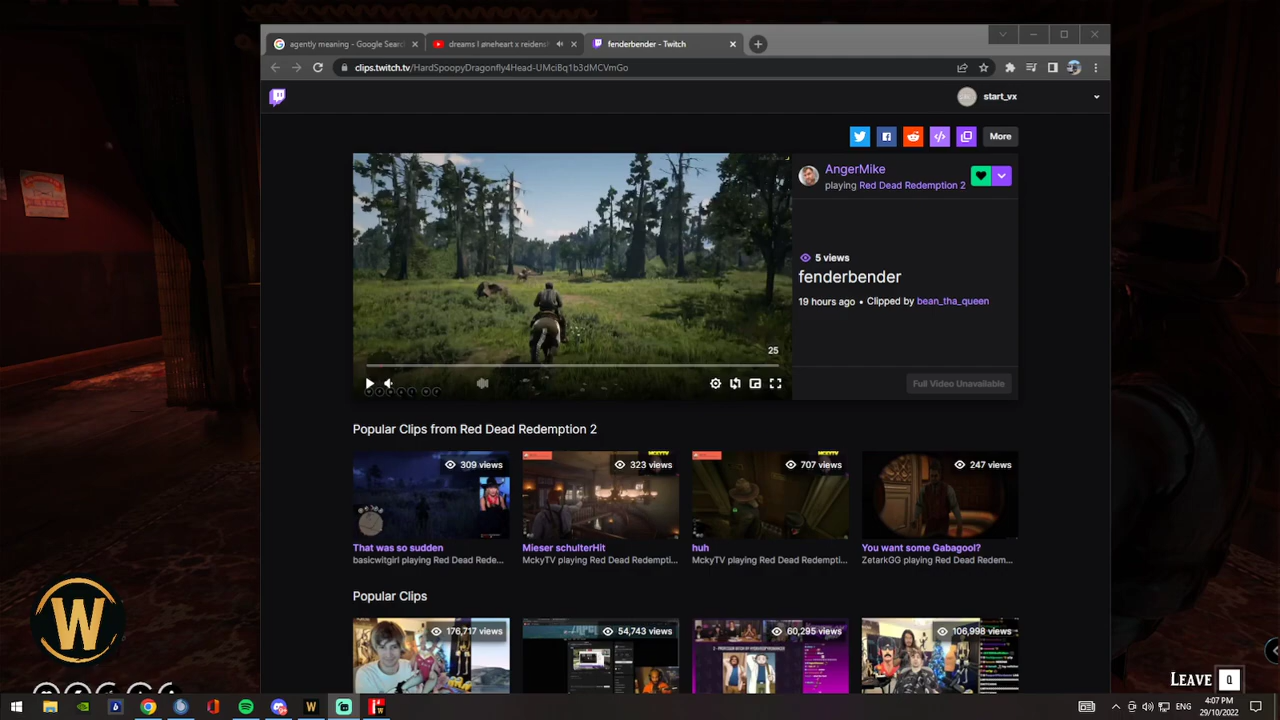 agently meaning - Google Searc
dreams I øneheart x reidens
fenderbender - Twitch
clips.twitch.tv/HardSpoopyDragonfly4Head-UMciBq1b3dMCVmGo
start_vx
More
AngerMike
playing Red Dead Redemption 2
5 views
fenderbender
19 hours ago • Clipped by bean_tha_queen
25
Full Video Unavailable
Popular Clips from Red Dead Redemption 2
309 views
323 views
707 views
247 views
That was so sudden
basicwitgirl playing Red Dead Rede...
Mieser schulterHit
MckyTV playing Red Dead Redempti...
huh
MckyTV playing Red Dead Redempti...
You want some Gabagool?
ZetarkGG playing Red Dead Redem...
Popular Clips
176,717 views
54,743 views
60,295 views
106,998 views
W
LEAVE Q
ENG
4:07 PM
29/10/2022